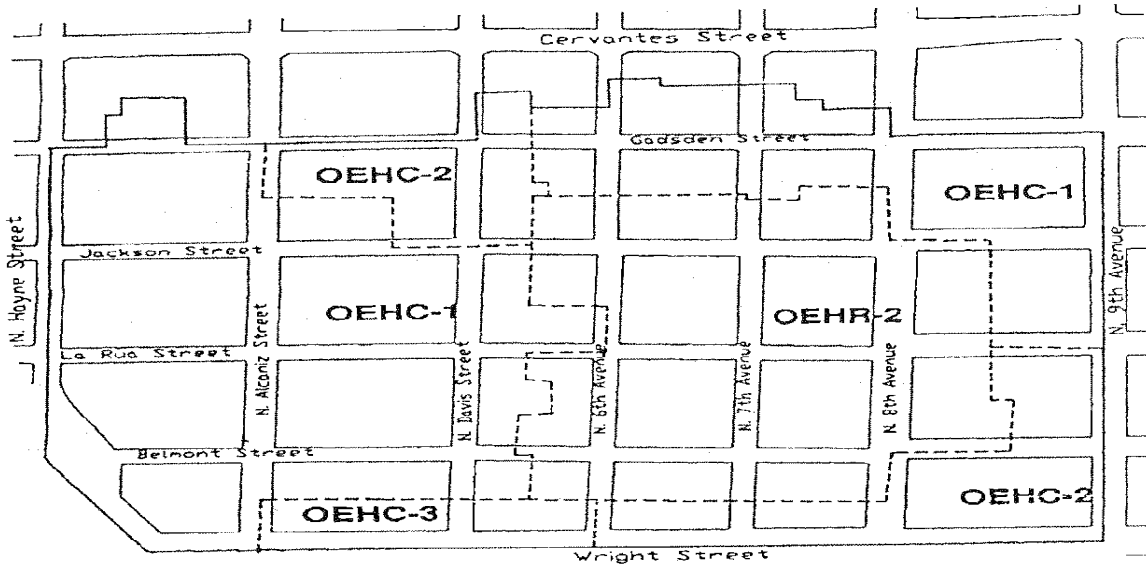 Cervantes Street
Gadsden Street
OEHC-2
OEHC-1
N. Hayne Street
Jackson Street
N. 9th Avenue
OEHC-1
OEHR-2
N. Alcaniz Street
La Rua Street
N. Davis Street
N. 6th Avenue
N. 7th Avenue
N. 8th Avenue
Belmont Street
OEHC-3
OEHC-2
Wright Street